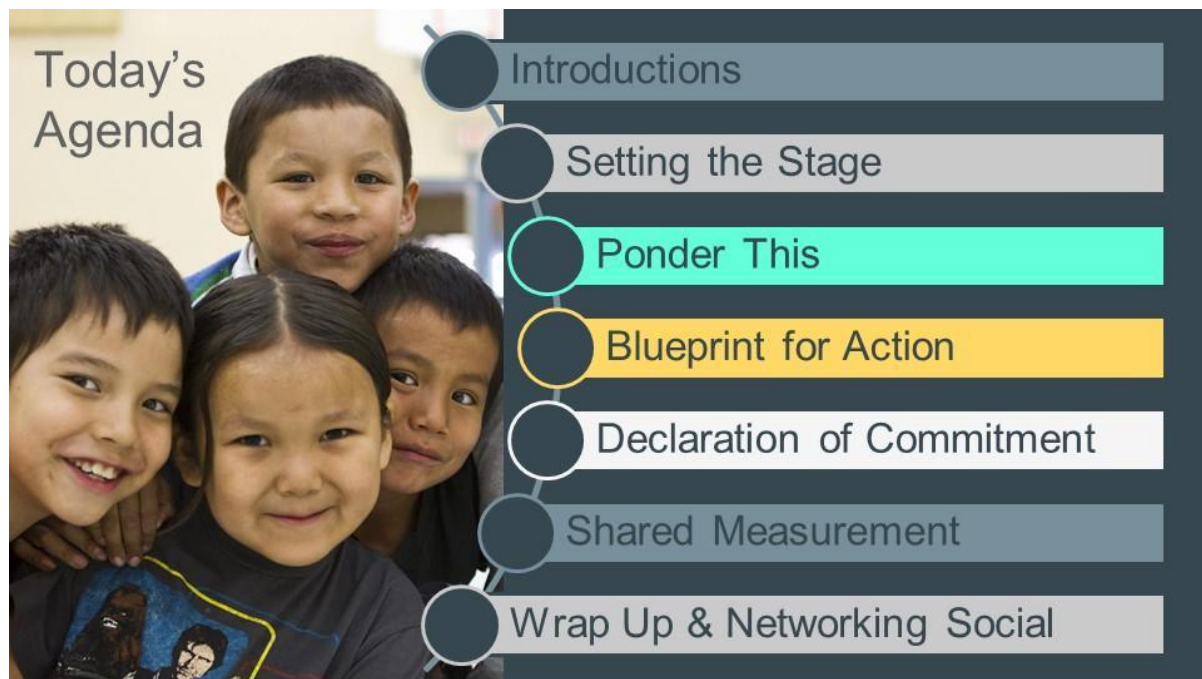 Today's
Agenda
Introductions
Setting the Stage
Ponder This
Blueprint for Action
Declaration of Commitment
Shared Measurement
Wrap Up & Networking Social